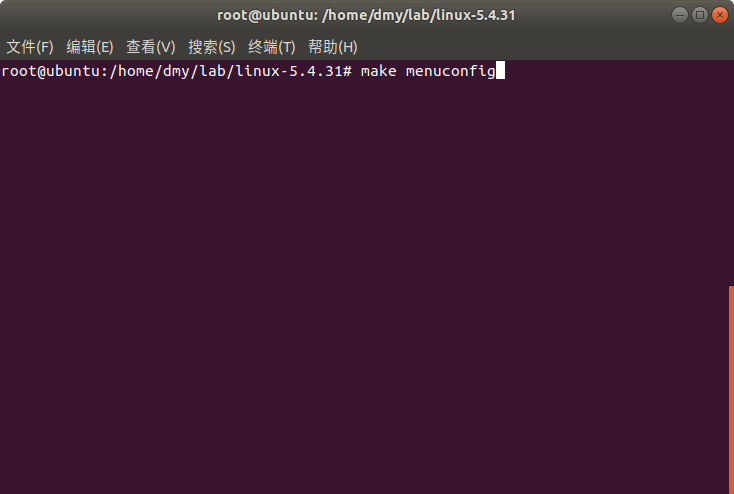 root@ubuntu: /home/dmy/lab/linux-5.4.31
文件(F) 编辑(E) 查看(V) 搜索(S) 终端(T) 帮助(H)
root@ubuntu:/home/dmy/lab/linux-5.4.31# make menuconfig